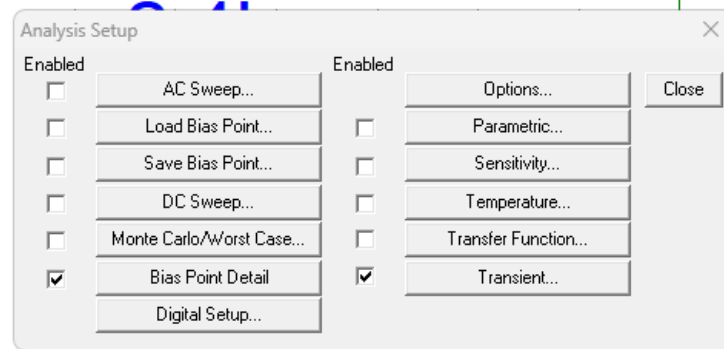 Analysis Setup
Enabled Enabled
AC Sweep... Options... Close
Load Bias Point... Parametric...
Save Bias Point... Sensitivity...
DC Sweep... Temperature...
Monte Carlo/Worst Case... Transfer Function...
Bias Point Detail Transient...
Digital Setup...